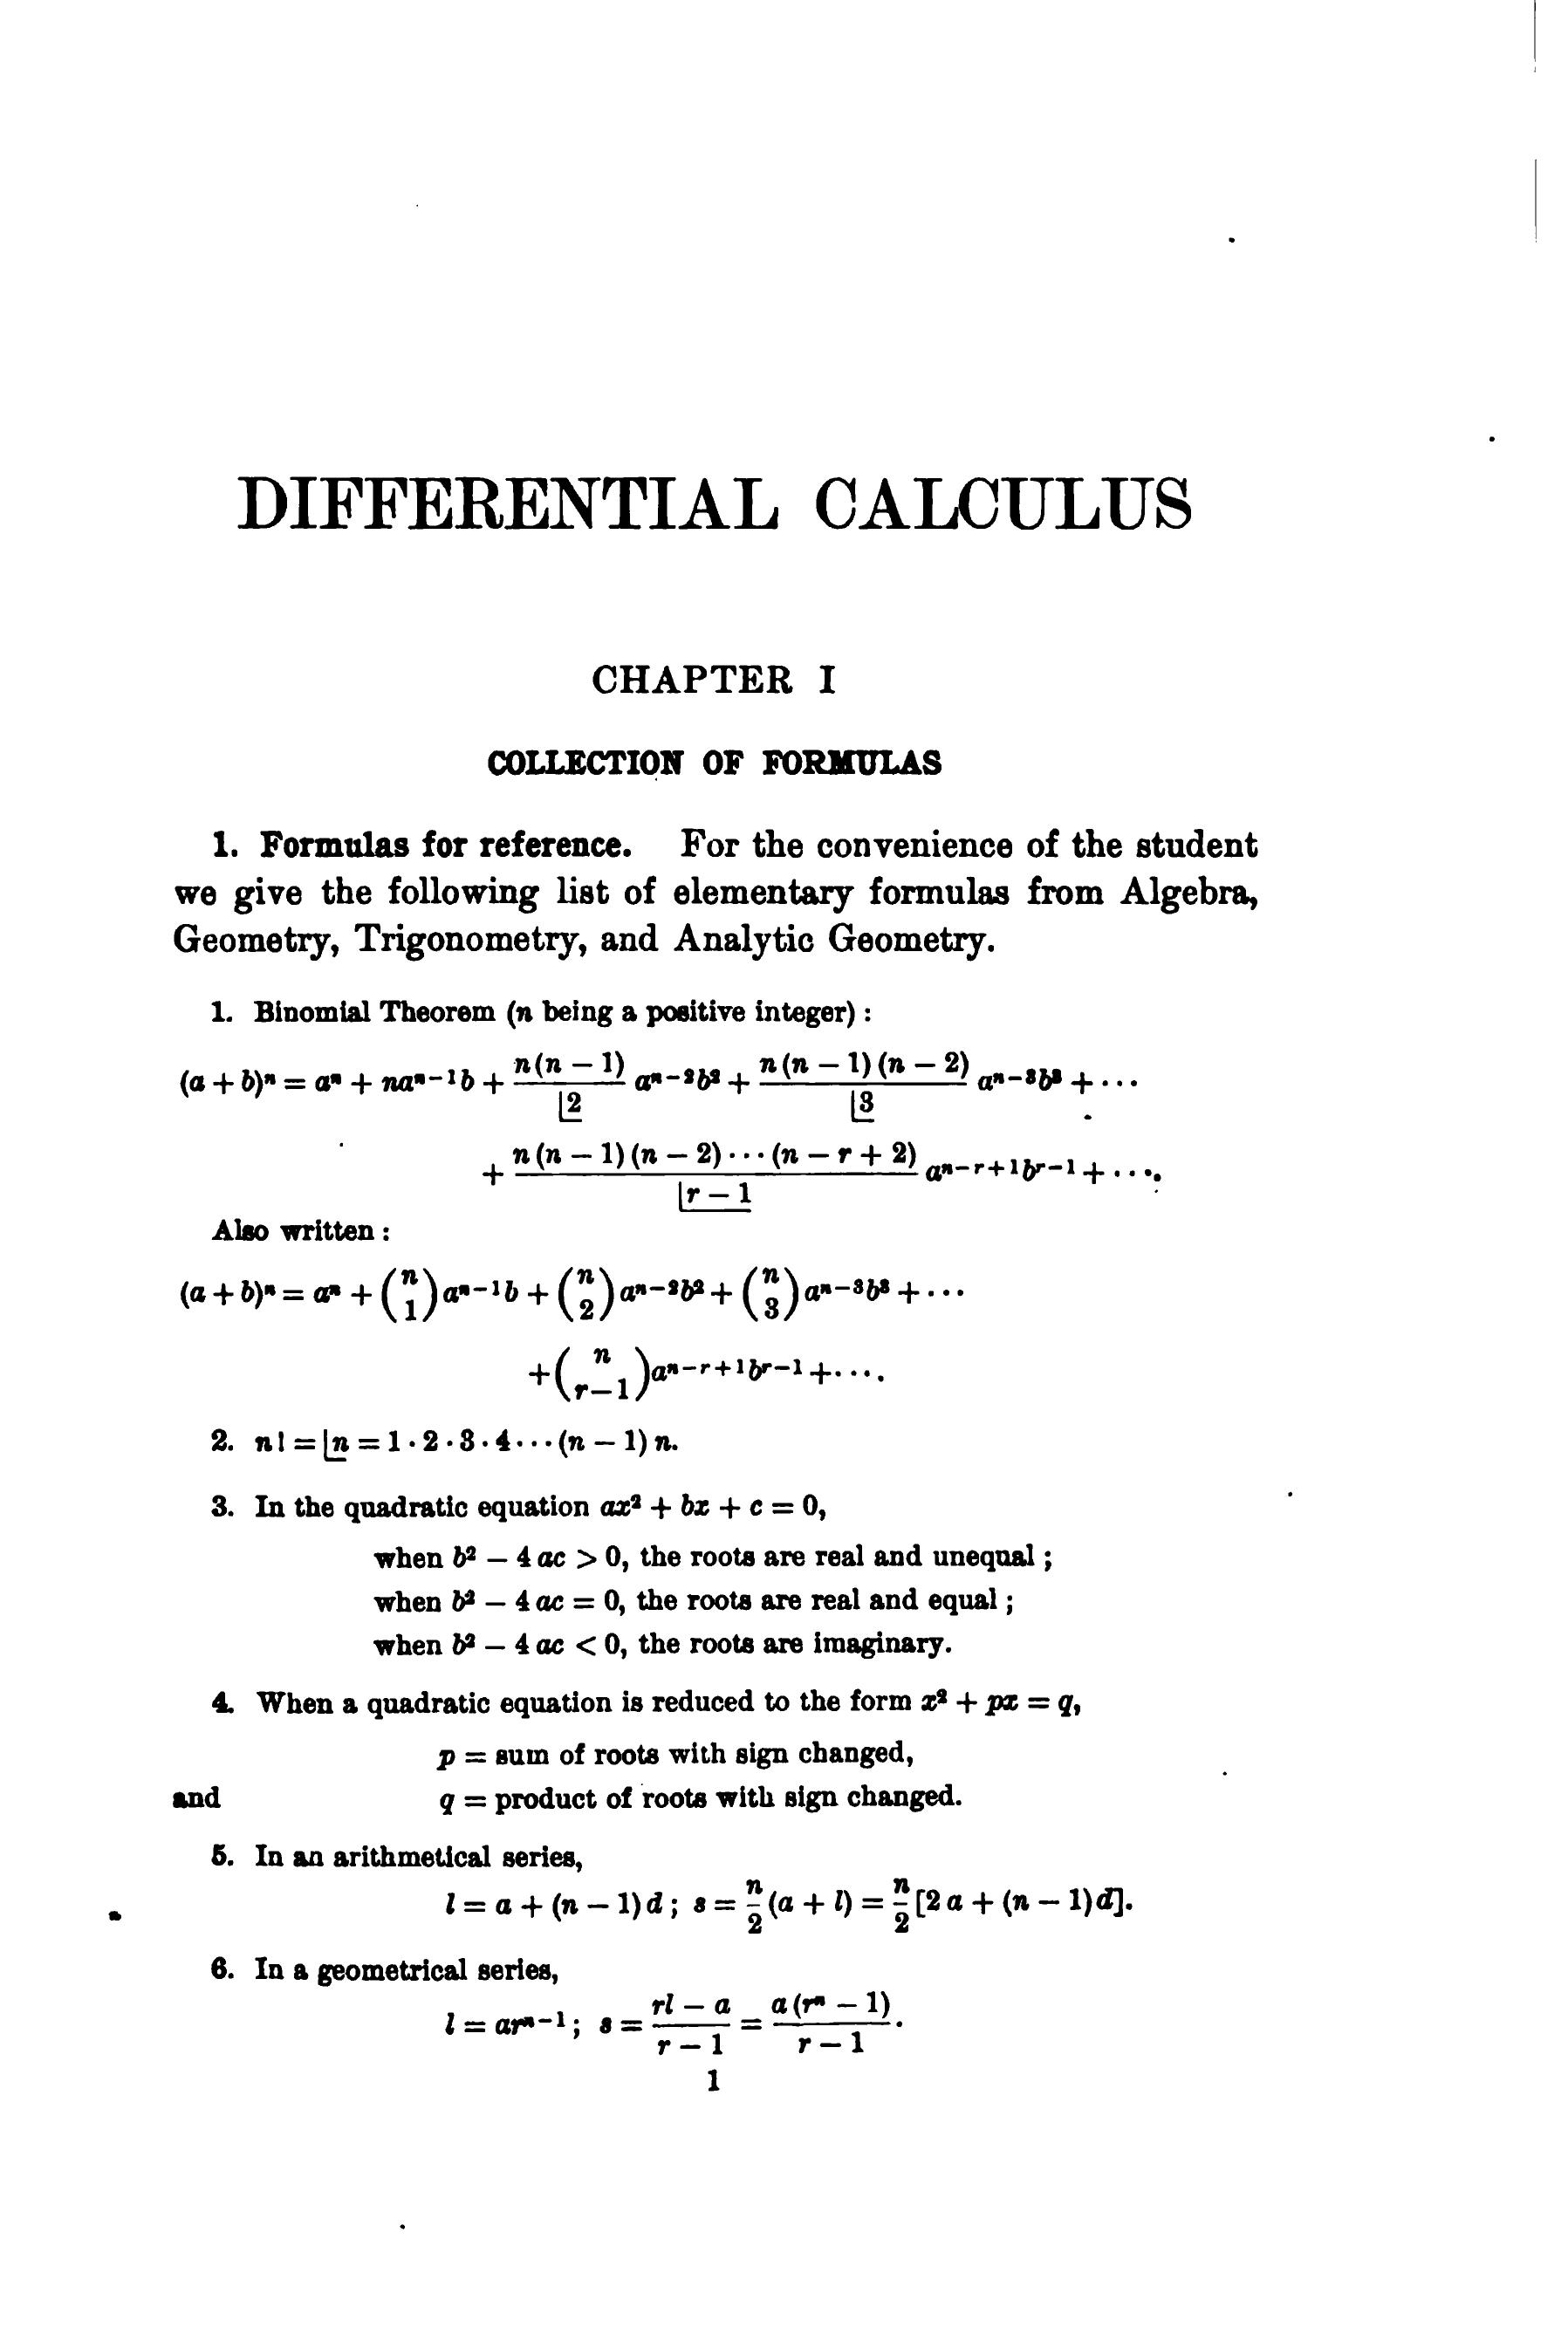 DIFFERENTIAL CALCULUS
CHAPTER I
COLLECTION OF FORMULAS
1. Formulas for reference. For the convenience of the student
we give the following list of elementary formulas from Algebra,
Geometry, Trigonometry, and Analytic Geometry.
1. Binomial Theorem (n being a positive integer) :
$(a + b)^n = a^n + na^{n-1}b + \frac{n(n-1)}{\lfloor\underline{2}} a^{n-2}b^2 + \frac{n(n-1)(n-2)}{\lfloor\underline{3}} a^{n-3}b^3 + \cdots$
$+ \frac{n(n-1)(n-2)\cdots(n-r+2)}{\lfloor\underline{r-1}} a^{n-r+1}b^{r-1} + \cdots.$
Also written :
$(a + b)^n = a^n + \binom{n}{1} a^{n-1}b + \binom{n}{2} a^{n-2}b^2 + \binom{n}{3} a^{n-3}b^3 + \cdots$
$+ \binom{n}{r-1} a^{n-r+1}b^{r-1} + \cdots.$
2. $n! = \lfloor\underline{n} = 1 \cdot 2 \cdot 3 \cdot 4 \cdots (n-1)n.$
3. In the quadratic equation $ax^2 + bx + c = 0$,
when $b^2 - 4ac > 0$, the roots are real and unequal ;
when $b^2 - 4ac = 0$, the roots are real and equal ;
when $b^2 - 4ac < 0$, the roots are imaginary.
4. When a quadratic equation is reduced to the form $x^2 + px = q$,
p = sum of roots with sign changed,
and q = product of roots with sign changed.
5. In an arithmetical series,
$l = a + (n-1)d ; s = \frac{n}{2}(a + l) = \frac{n}{2}[2a + (n-1)d].$
6. In a geometrical series,
$l = ar^{n-1} ; s = \frac{rl - a}{r - 1} = \frac{a(r^n - 1)}{r - 1}.$
1